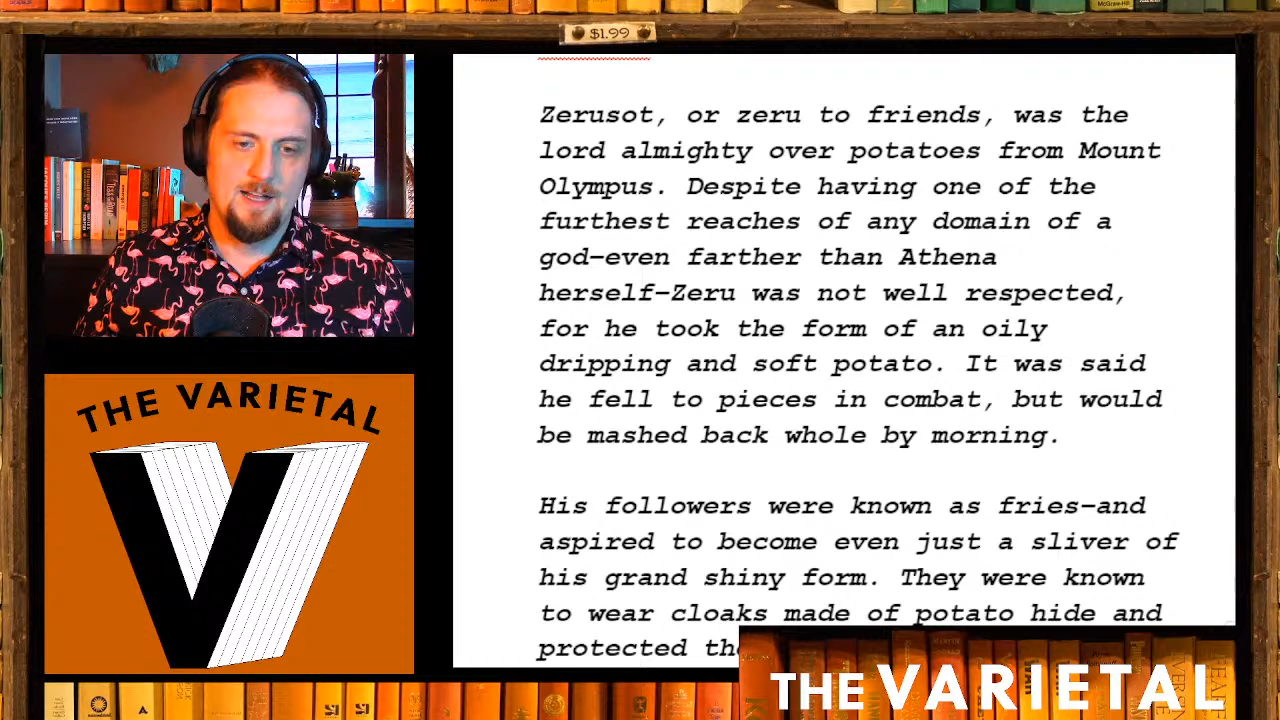 $1.99
McGraw-Hill
Zerusot, or zeru to friends, was the
lord almighty over potatoes from Mount
Olympus. Despite having one of the
furthest reaches of any domain of a
god—even farther than Athena
herself—Zeru was not well respected,
for he took the form of an oily
dripping and soft potato. It was said
he fell to pieces in combat, but would
be mashed back whole by morning.
His followers were known as fries—and
aspired to become even just a sliver of
his grand shiny form. They were known
to wear cloaks made of potato hide and
protected
THE VARIETAL
THE VARIETAL